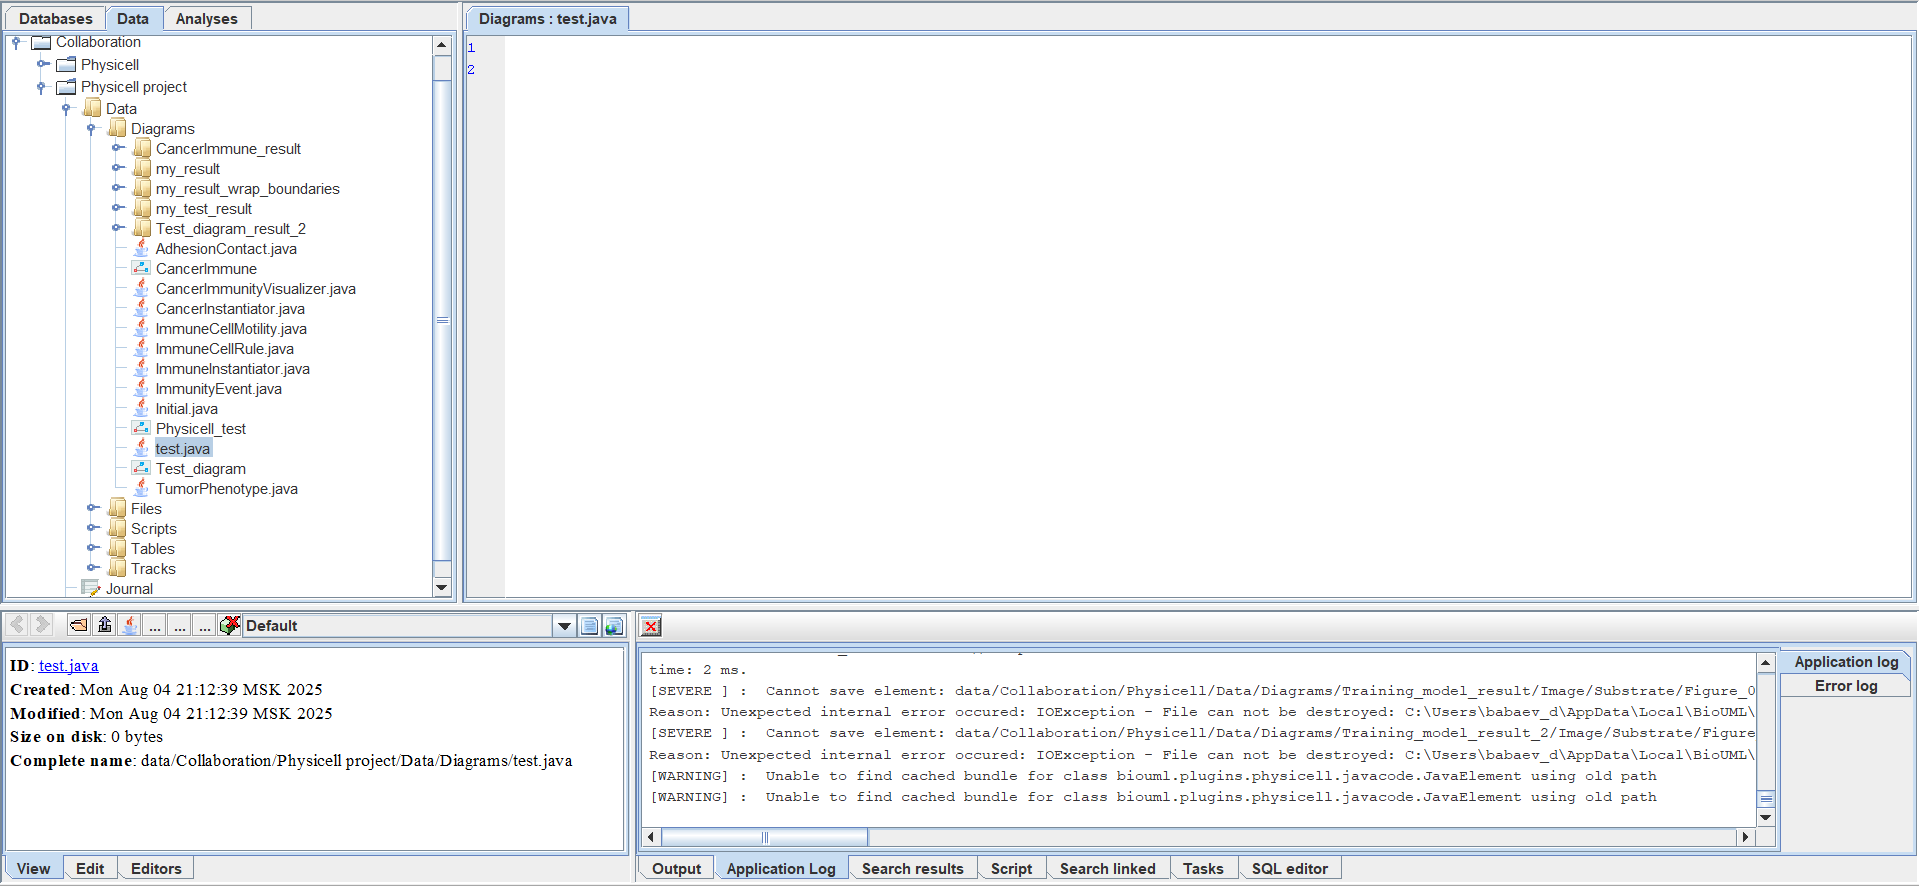 Databases
Data
Analyses
Collaboration
Physicell
Physicell project
Data
Diagrams
CancerImmune_result
my_result
my_result_wrap_boundaries
my_test_result
Test_diagram_result_2
AdhesionContact.java
CancerImmune
CancerImmunityVisualizer.java
CancerInstantiator.java
ImmuneCellMotility.java
ImmuneCellRule.java
ImmuneInstantiator.java
ImmunityEvent.java
Initial.java
Physicell_test
test.java
Test_diagram
TumorPhenotype.java
Files
Scripts
Tables
Tracks
Journal
Diagrams : test.java
1
2
... ... ... Default
ID: test.java
Created: Mon Aug 04 21:12:39 MSK 2025
Modified: Mon Aug 04 21:12:39 MSK 2025
Size on disk: 0 bytes
Complete name: data/Collaboration/Physicell project/Data/Diagrams/test.java
View
Edit
Editors
time: 2 ms.
[SEVERE ] :  Cannot save element: data/Collaboration/Physicell/Data/Diagrams/Training_model_result/Image/Substrate/Figure_0
Reason: Unexpected internal error occured: IOException - File can not be destroyed: C:\Users\babaev_d\AppData\Local\BioUML\
[SEVERE ] :  Cannot save element: data/Collaboration/Physicell/Data/Diagrams/Training_model_result_2/Image/Substrate/Figure
Reason: Unexpected internal error occured: IOException - File can not be destroyed: C:\Users\babaev_d\AppData\Local\BioUML\
[WARNING] :  Unable to find cached bundle for class biouml.plugins.physicell.javacode.JavaElement using old path
[WARNING] :  Unable to find cached bundle for class biouml.plugins.physicell.javacode.JavaElement using old path
Application log
Error log
Output
Application Log
Search results
Script
Search linked
Tasks
SQL editor